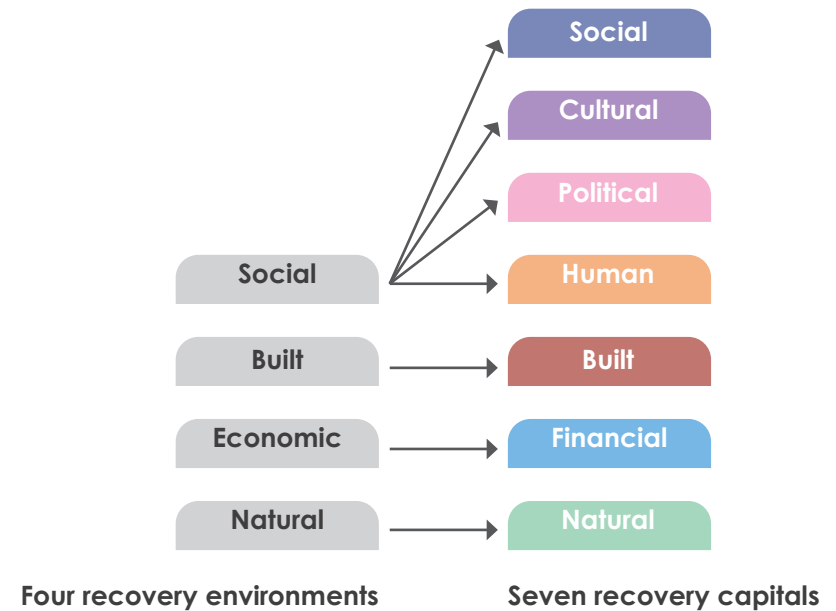 Social
Cultural
Political
Social
Human
Built
Built
Economic
Financial
Natural
Natural
Four recovery environments
Seven recovery capitals